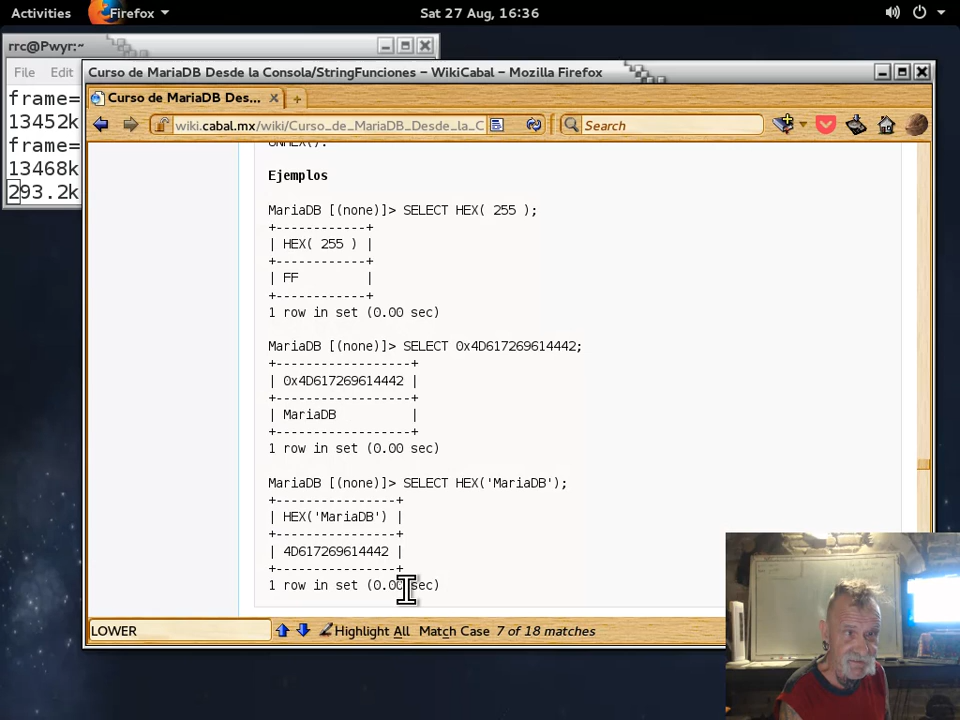 Activities Firefox Sat 27 Aug, 16:36
rrc@Pwyr:~
File Edit
frame=
13452k
frame=
13468k
293.2k
Curso de MariaDB Desde la Consola/StringFunciones – WikiCabal – Mozilla Firefox
Curso de MariaDB Des...
wiki.cabal.mx/wiki/Curso_de_MariaDB_Desde_la_C
Search
UNHEX().
Ejemplos
MariaDB [(none)]> SELECT HEX( 255 );
+------------+
| HEX( 255 ) |
+------------+
| FF         |
+------------+
1 row in set (0.00 sec)
MariaDB [(none)]> SELECT 0x4D617269614442;
+------------------+
| 0x4D617269614442 |
+------------------+
| MariaDB          |
+------------------+
1 row in set (0.00 sec)
MariaDB [(none)]> SELECT HEX('MariaDB');
+----------------+
| HEX('MariaDB') |
+----------------+
| 4D617269614442 |
+----------------+
1 row in set (0.00 sec)
LOWER Highlight All Match Case 7 of 18 matches